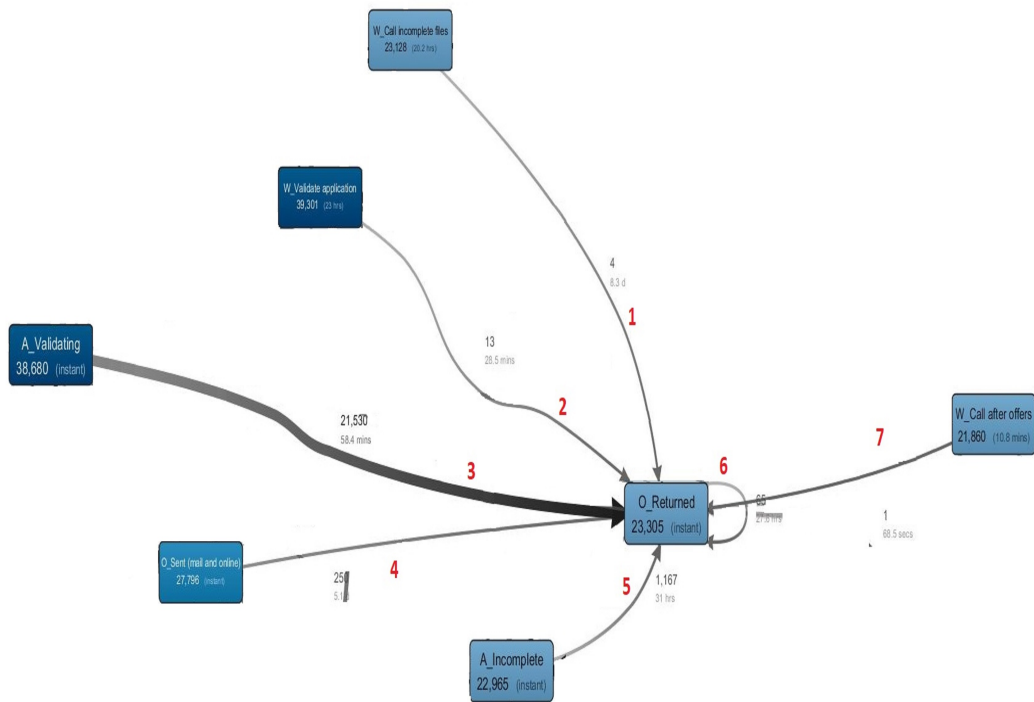 W_Call incomplete files
23,128 (20.2 hrs)
W_Validate application
39,301 (23 hrs)
4
8.3 d
1
A_Validating
38,680 (instant)
13
28.5 mins
2
21,530
58.4 mins
3
W_Call after offers
21,860 (10.8 mins)
7
6
O_Returned
23,305 (instant)
65
1
68.5 secs
O_Sent (mail and online)
27,796 (instant)
4
5
1,167
31 hrs
A_Incomplete
22,965 (instant)